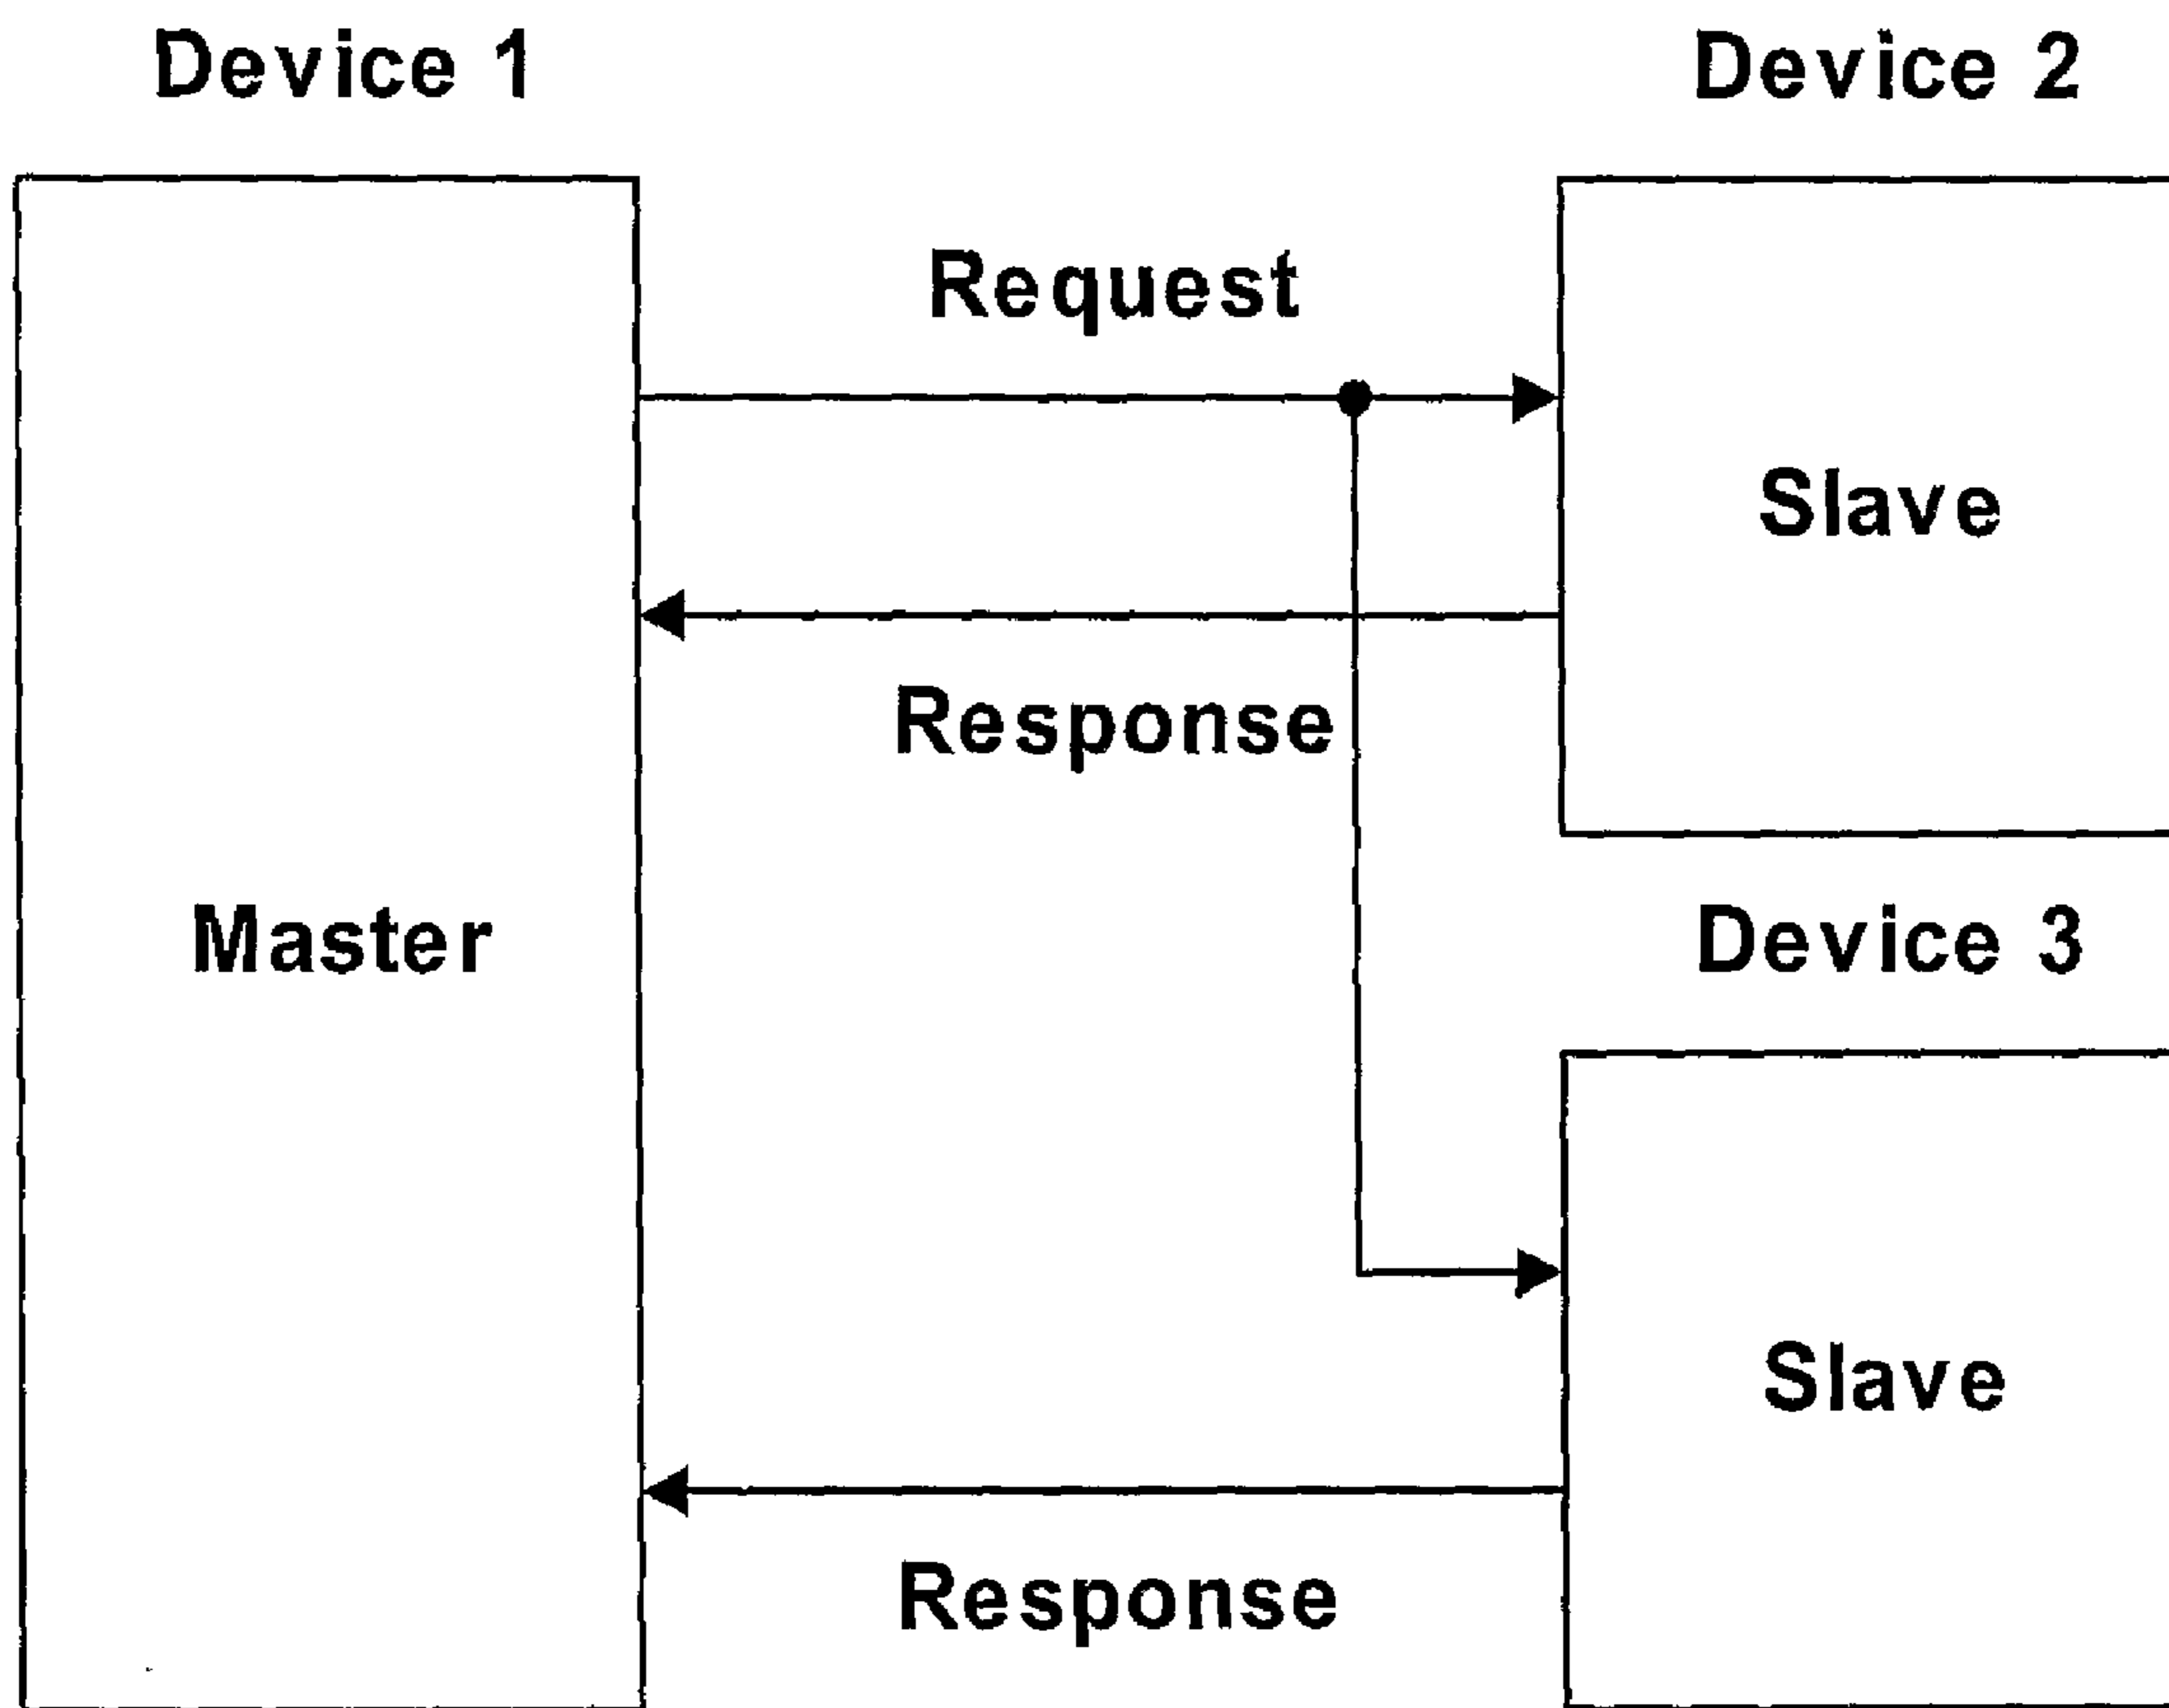 Device 1
Device 2
Request
Slave
Response
Master
Device 3
Slave
Response